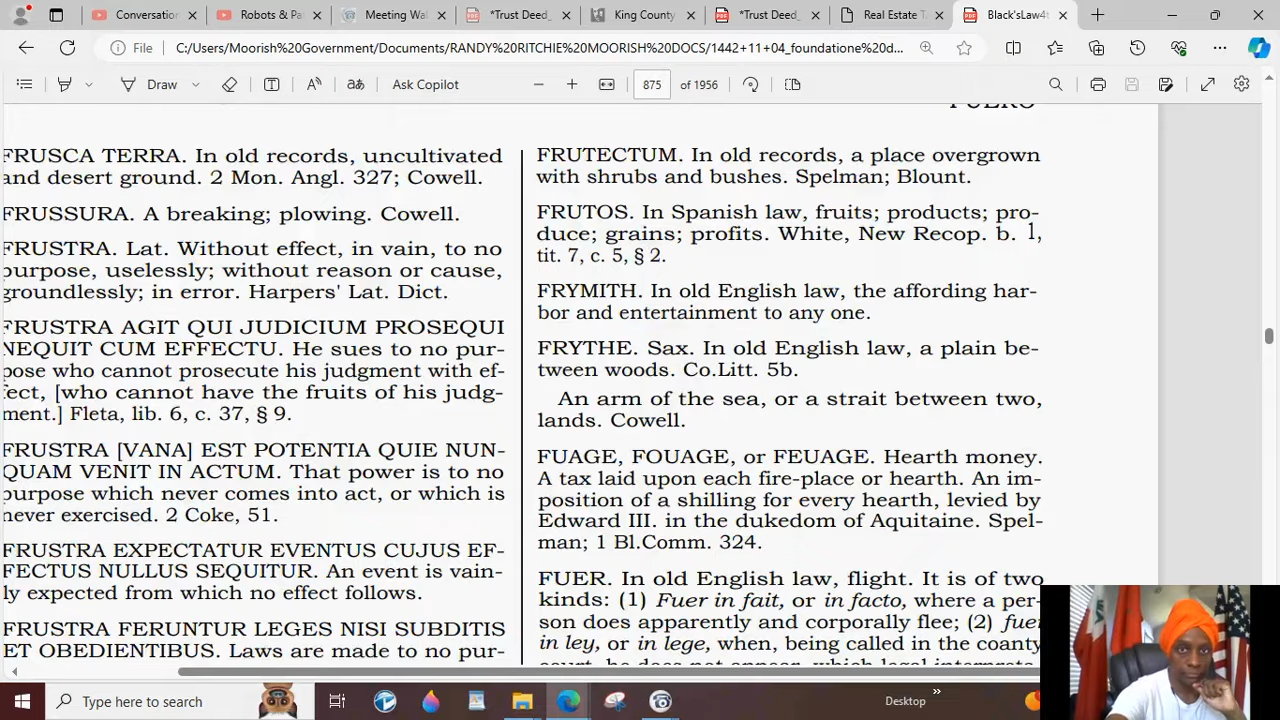 Conversation
Robots & Pa
Meeting Wai
*Trust Deed_
King County
*Trust Deed_
Real Estate T
Black'sLaw4t
File
C:/Users/Moorish%20Government/Documents/RANDY%20RITCHIE%20MOORISH%20DOCS/1442+11+04_foundatione%20d...
Draw
Ask Copilot
875 of 1956
FUERO
FRUSCA TERRA. In old records, uncultivated
and desert ground. 2 Mon. Angl. 327; Cowell.
FRUSSURA. A breaking; plowing. Cowell.
FRUSTRA. Lat. Without effect, in vain, to no
purpose, uselessly; without reason or cause,
groundlessly; in error. Harpers' Lat. Dict.
FRUSTRA AGIT QUI JUDICIUM PROSEQUI
NEQUIT CUM EFFECTU. He sues to no pur-
pose who cannot prosecute his judgment with ef-
fect, [who cannot have the fruits of his judg-
ment.] Fleta, lib. 6, c. 37, § 9.
FRUSTRA [VANA] EST POTENTIA QUIE NUN-
QUAM VENIT IN ACTUM. That power is to no
purpose which never comes into act, or which is
never exercised. 2 Coke, 51.
FRUSTRA EXPECTATUR EVENTUS CUJUS EF-
FECTUS NULLUS SEQUITUR. An event is vain-
ly expected from which no effect follows.
FRUSTRA FERUNTUR LEGES NISI SUBDITIS
ET OBEDIENTIBUS. Laws are made to no pur-
FRUTECTUM. In old records, a place overgrown
with shrubs and bushes. Spelman; Blount.
FRUTOS. In Spanish law, fruits; products; pro-
duce; grains; profits. White, New Recop. b. 1,
tit. 7, c. 5, § 2.
FRYMITH. In old English law, the affording har-
bor and entertainment to any one.
FRYTHE. Sax. In old English law, a plain be-
tween woods. Co.Litt. 5b.
An arm of the sea, or a strait between two,
lands. Cowell.
FUAGE, FOUAGE, or FEUAGE. Hearth money.
A tax laid upon each fire-place or hearth. An im-
position of a shilling for every hearth, levied by
Edward III. in the dukedom of Aquitaine. Spel-
man; 1 Bl.Comm. 324.
FUER. In old English law, flight. It is of two
kinds: (1) Fuer in fait, or in facto, where a per-
son does apparently and corporally flee; (2) fuer
in ley, or in lege, when, being called in the county
court, he does not appear, which legal interpreta-
Type here to search
Desktop